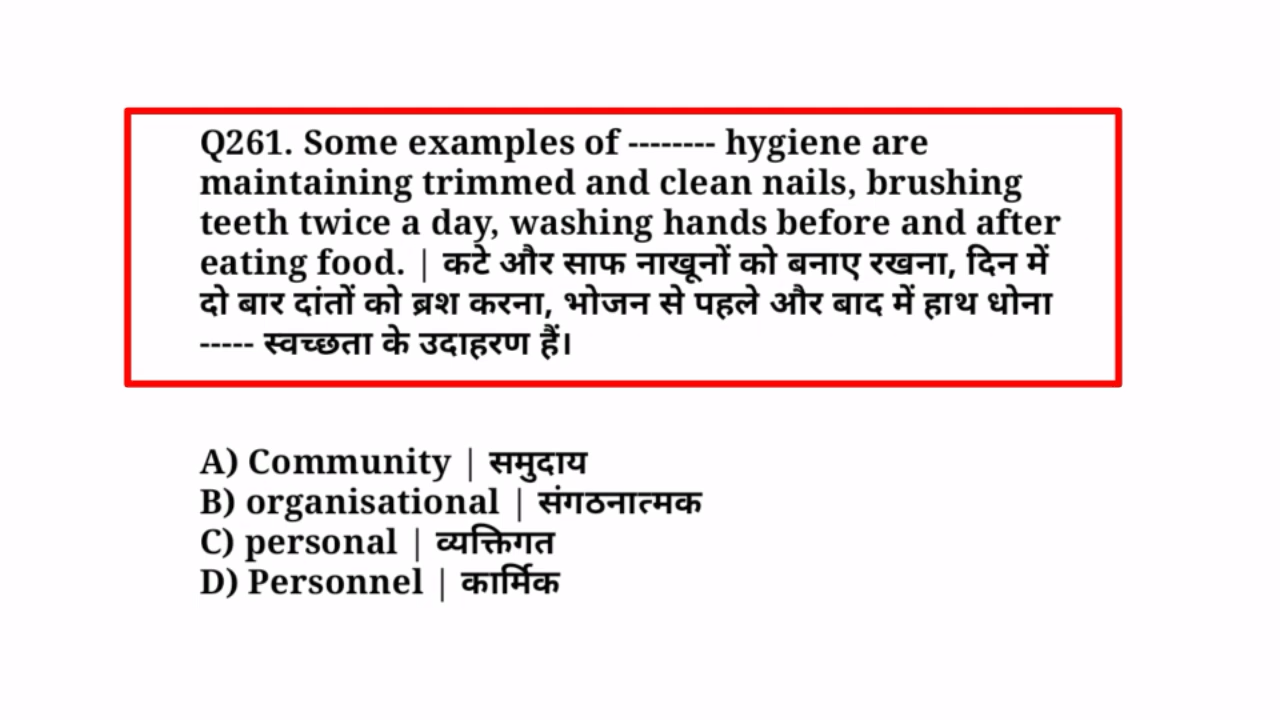 Q261. Some examples of -------- hygiene are
maintaining trimmed and clean nails, brushing
teeth twice a day, washing hands before and after
eating food. | कटे और साफ नाखूनों को बनाए रखना, दिन में
दो बार दांतों को ब्रश करना, भोजन से पहले और बाद में हाथ धोना
----- स्वच्छता के उदाहरण हैं।
A) Community | समुदाय
B) organisational | संगठनात्मक
C) personal | व्यक्तिगत
D) Personnel | कार्मिक